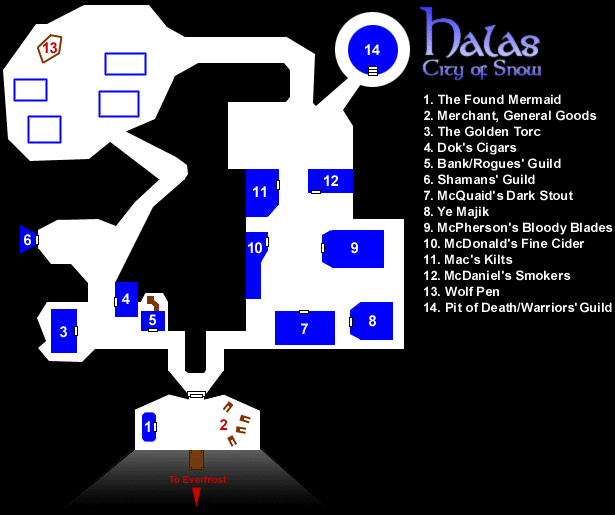 Halas
City of Snow
1. The Found Mermaid
2. Merchant, General Goods
3. The Golden Torc
4. Dok's Cigars
5. Bank/Rogues' Guild
6. Shamans' Guild
7. McQuaid's Dark Stout
8. Ye Majik
9. McPherson's Bloody Blades
10. McDonald's Fine Cider
11. Mac's Kilts
12. McDaniel's Smokers
13. Wolf Pen
14. Pit of Death/Warriors' Guild
13
14
11
12
6
10
9
4
5
3
7
8
1
2
To Everfrost